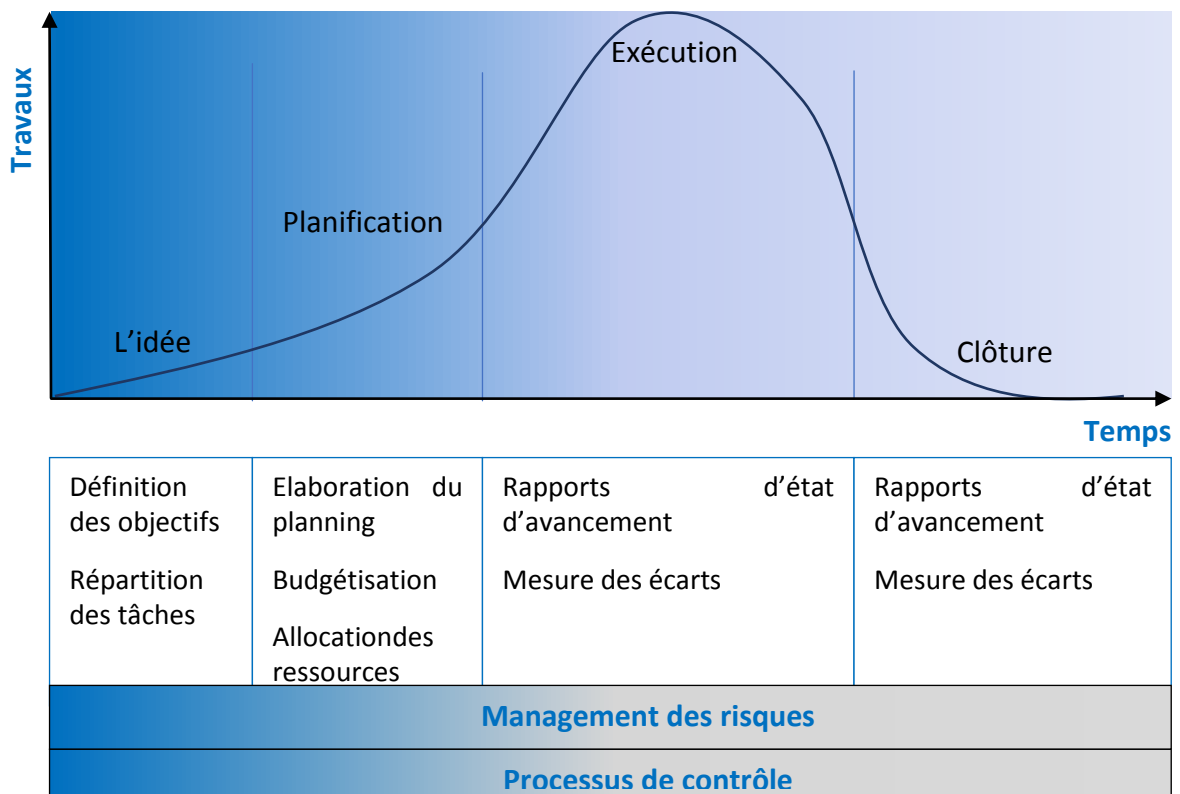 Travaux
Exécution
Planification
L’idée
Clôture
Temps
Définition
des objectifs
Répartition
des tâches
Elaboration du
planning
Budgétisation
Allocationdes
ressources
Rapports d’état
d’avancement
Mesure des écarts
Rapports d’état
d’avancement
Mesure des écarts
Management des risques
Processus de contrôle